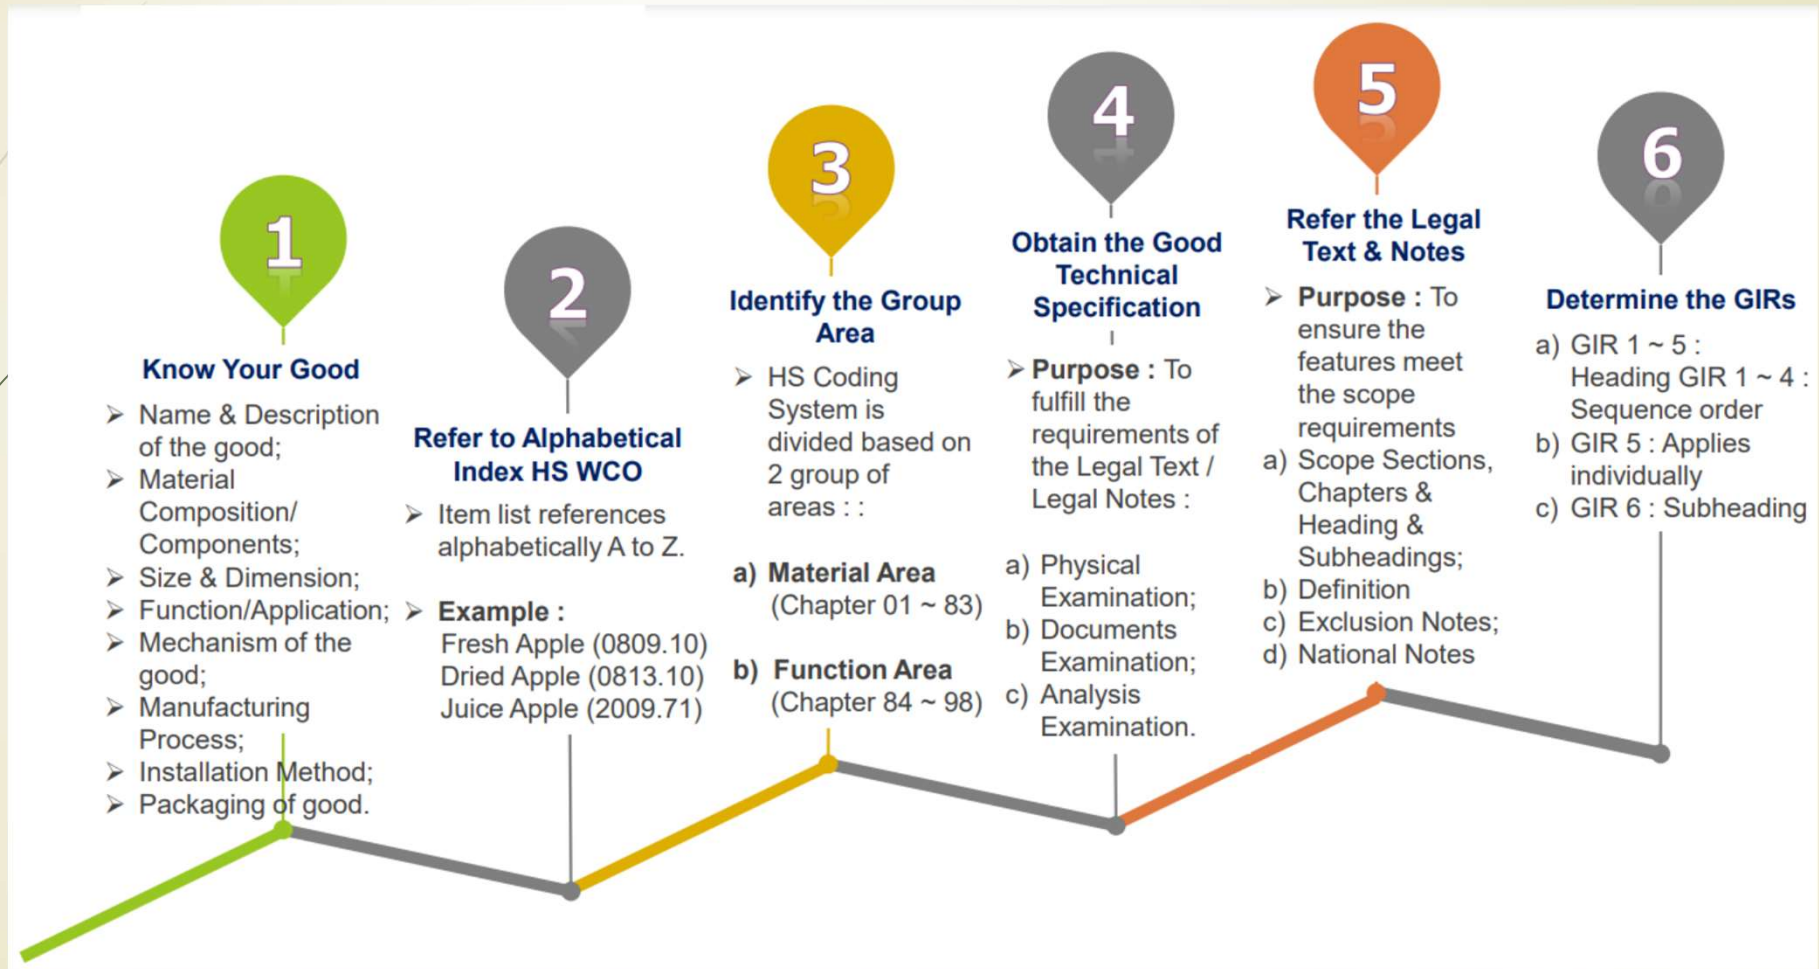 1
Know Your Good
➢ Name & Description
of the good;
➢ Material
Composition/
Components;
➢ Size & Dimension;
➢ Function/Application;
➢ Mechanism of the
good;
➢ Manufacturing
Process;
➢ Installation Method;
➢ Packaging of good.
2
Refer to Alphabetical
Index HS WCO
➢ Item list references
alphabetically A to Z.
➢ Example :
Fresh Apple (0809.10)
Dried Apple (0813.10)
Juice Apple (2009.71)
3
Identify the Group
Area
➢ HS Coding
System is
divided based on
2 group of
areas : :
a) Material Area
(Chapter 01 ~ 83)
b) Function Area
(Chapter 84 ~ 98)
4
Obtain the Good
Technical
Specification
➢ Purpose : To
fulfill the
requirements of
the Legal Text /
Legal Notes :
a) Physical
Examination;
b) Documents
Examination;
c) Analysis
Examination.
5
Refer the Legal
Text & Notes
➢ Purpose : To
ensure the
features meet
the scope
requirements
a) Scope Sections,
Chapters &
Heading &
Subheadings;
b) Definition
c) Exclusion Notes;
d) National Notes
6
Determine the GIRs
a) GIR 1 ~ 5 :
Heading GIR 1 ~ 4 :
Sequence order
b) GIR 5 : Applies
individually
c) GIR 6 : Subheading